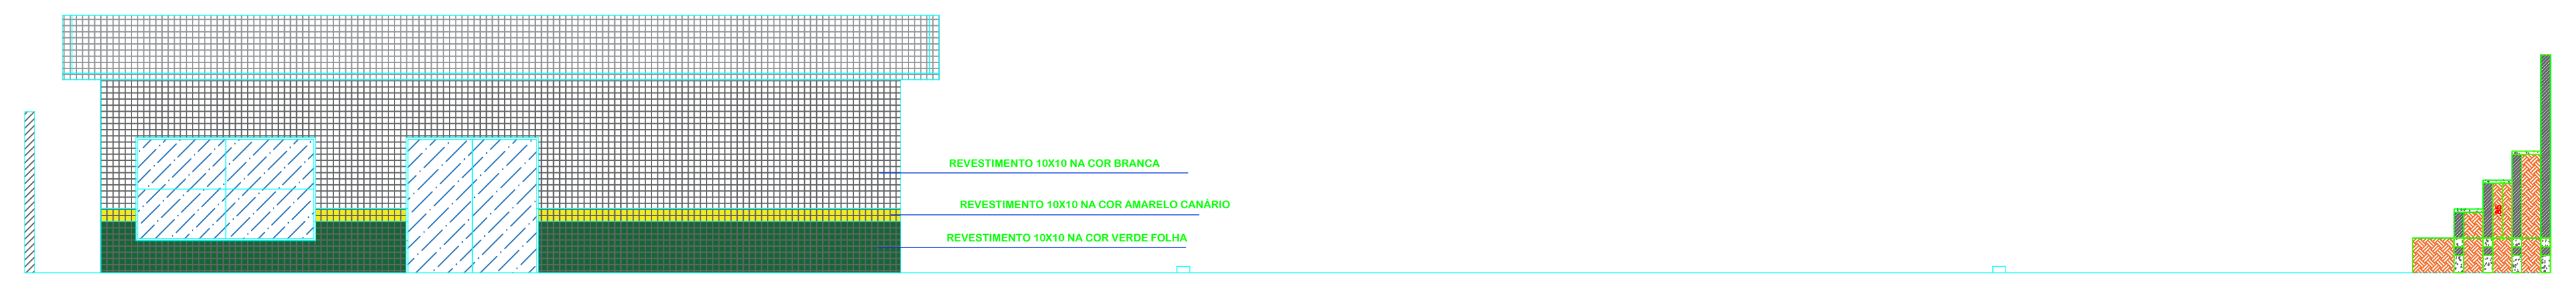 REVESTIMENTO 10X10 NA COR BRANCA
REVESTIMENTO 10X10 NA COR AMARELO CANÁRIO
REVESTIMENTO 10X10 NA COR VERDE FOLHA